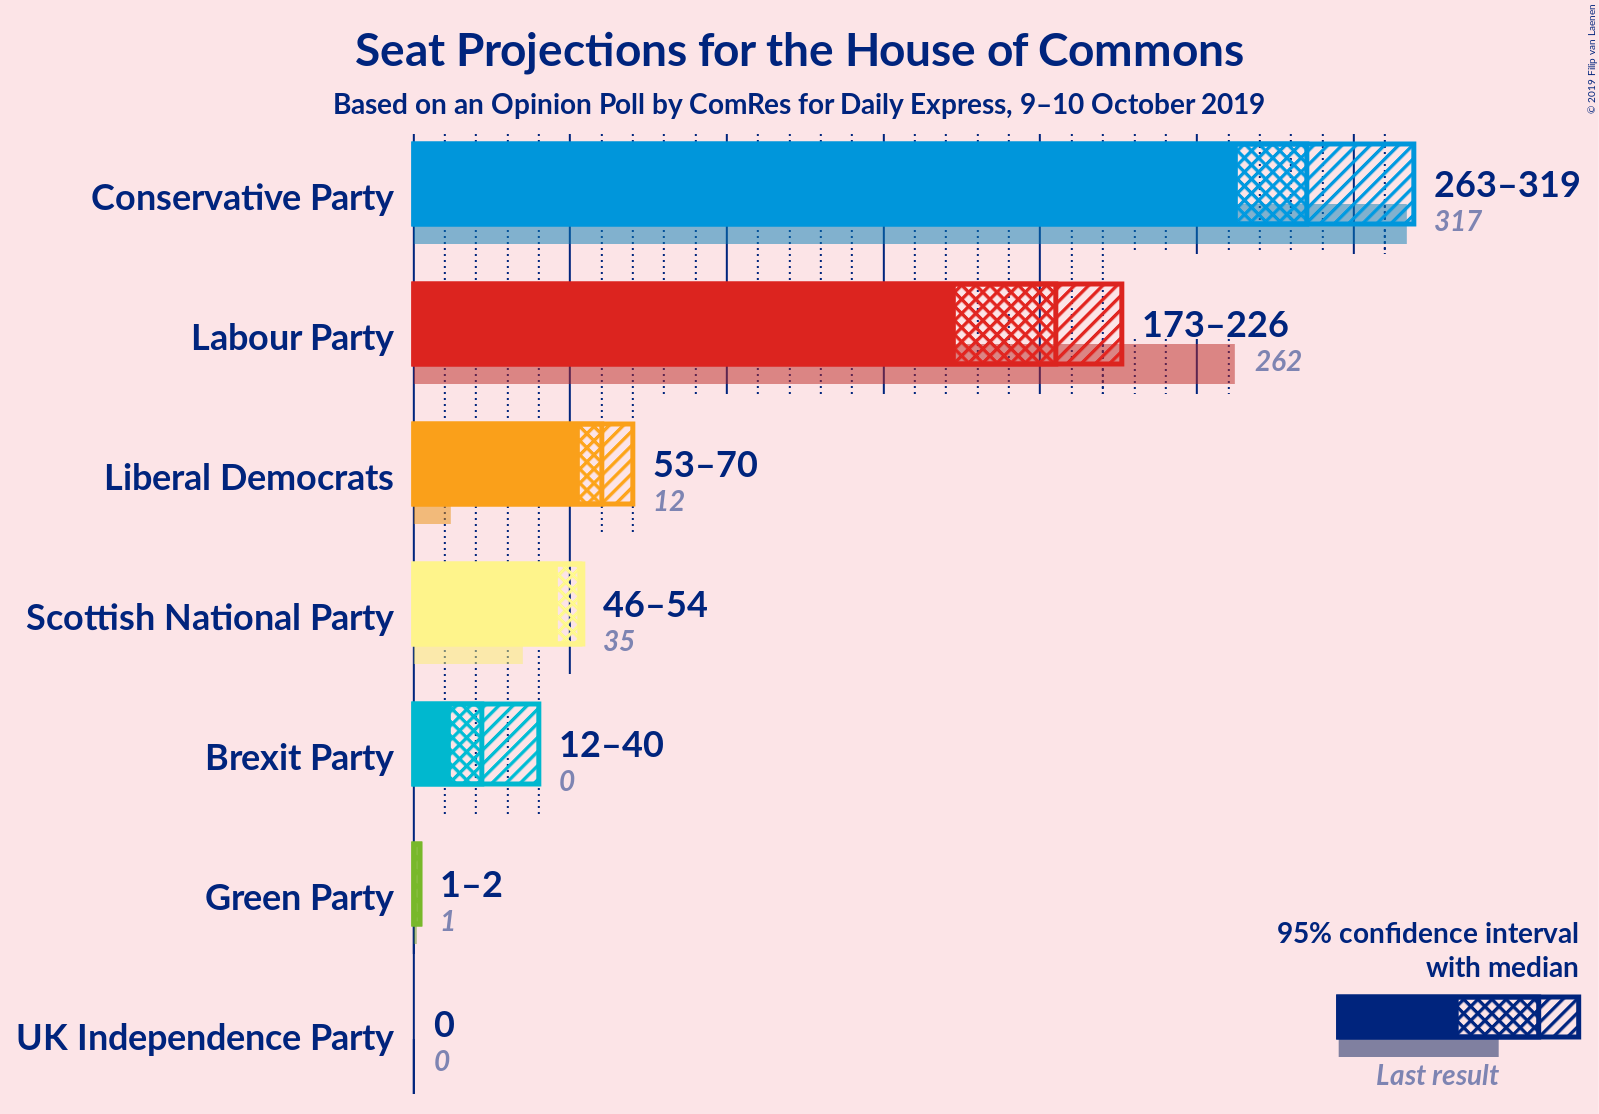 Seat Projections for the House of Commons
Based on an Opinion Poll by ComRes for Daily Express, 9–10 October 2019
© 2019 Filip van Laenen
Conservative Party
263–319
317
Labour Party
173–226
262
Liberal Democrats
53–70
12
Scottish National Party
46–54
35
Brexit Party
12–40
0
Green Party
1–2
1
UK Independence Party
0
0
95% confidence interval
with median
Last result